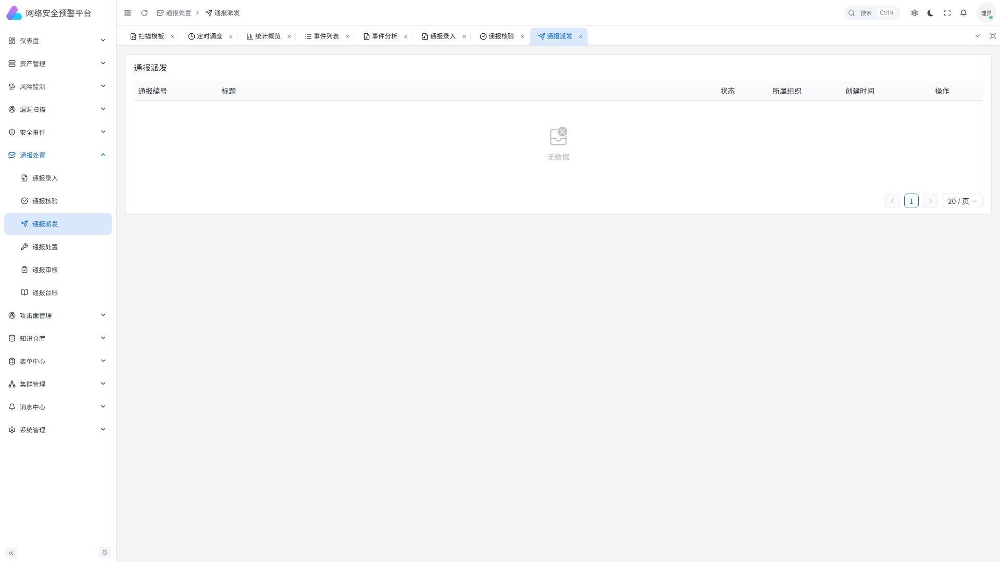 网络安全预警平台
通报处置
通报派发
搜索
Ctrl K
理员
扫描模板
定时调度
统计概览
事件列表
事件分析
通报录入
通报核验
通报派发
仪表盘
资产管理
风险监测
漏洞扫描
安全事件
通报处置
通报录入
通报核验
通报派发
通报处置
通报审核
通报台账
攻击面管理
知识仓库
表单中心
集群管理
消息中心
系统管理
通报派发
通报编号 标题 状态 所属组织 创建时间 操作
无数据
1
20 / 页